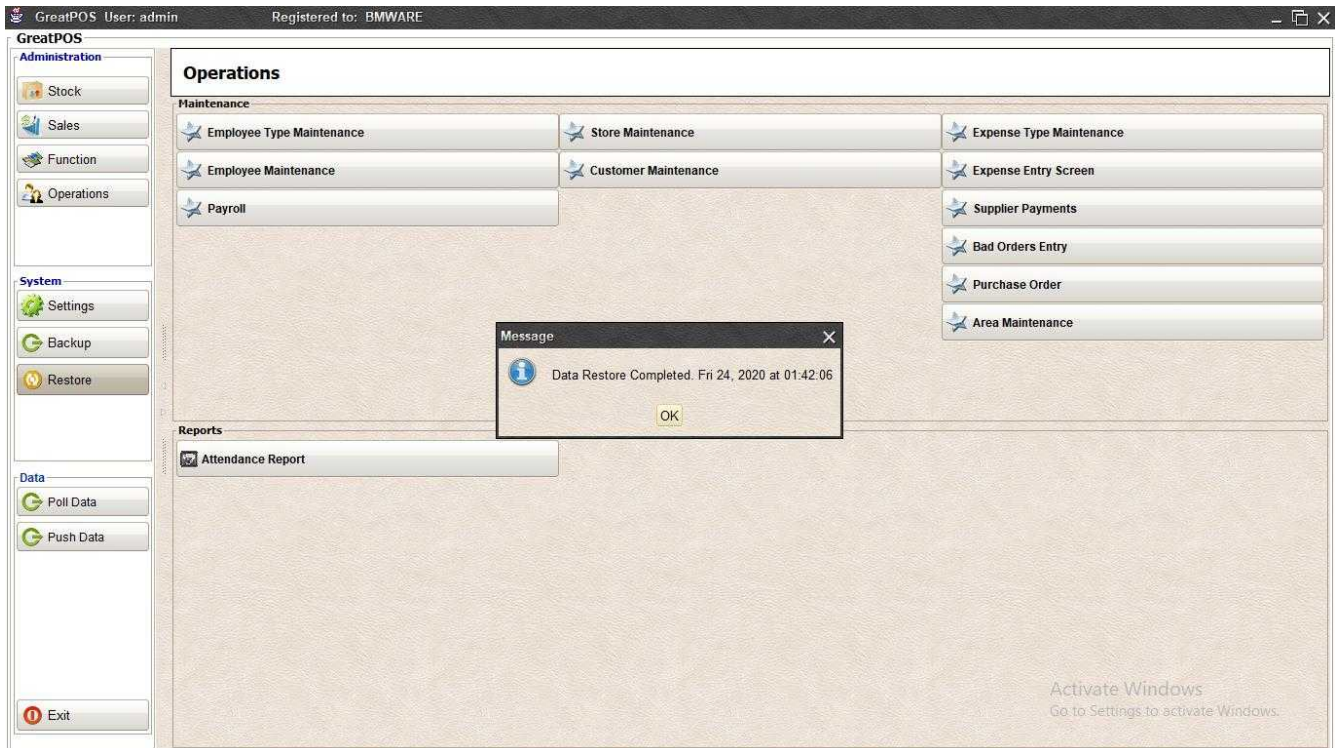 GreatPOS User: admin Registered to: BMWARE
GreatPOS
Administration
Stock
Sales
Function
Operations
System
Settings
Backup
Restore
Data
Poll Data
Push Data
Exit
Operations
Maintenance
Employee Type Maintenance Store Maintenance Expense Type Maintenance
Employee Maintenance Customer Maintenance Expense Entry Screen
Payroll Supplier Payments
Bad Orders Entry
Purchase Order
Area Maintenance
Message
Data Restore Completed. Fri 24, 2020 at 01:42:06
OK
Reports
Attendance Report
Activate Windows
Go to Settings to activate Windows.